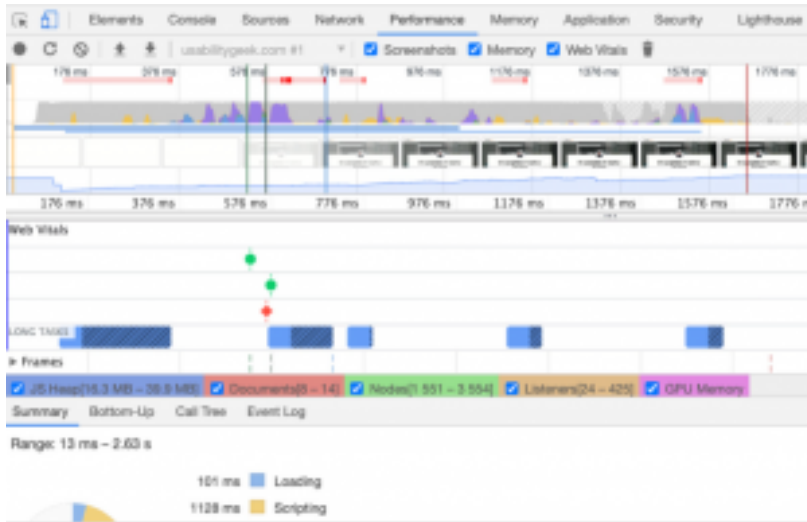 Elements Console Sources Network Performance Memory Application Security Lighthouse
usabilitygeek.com #1 Screenshots Memory Web Vitals
176 ms 376 ms 576 ms 776 ms 976 ms 1176 ms 1376 ms 1576 ms 1776 ms
176 ms 376 ms 576 ms 776 ms 976 ms 1176 ms 1376 ms 1576 ms 1776 m
Web Vitals
LONG TASKS
Frames
JS Heap[16.3 MB – 39.9 MB] Documents[8 – 14] Nodes[1 551 – 3 554] Listeners[24 – 425] GPU Memory
Summary Bottom-Up Call Tree Event Log
Range: 13 ms – 2.63 s
101 ms Loading
1128 ms Scripting